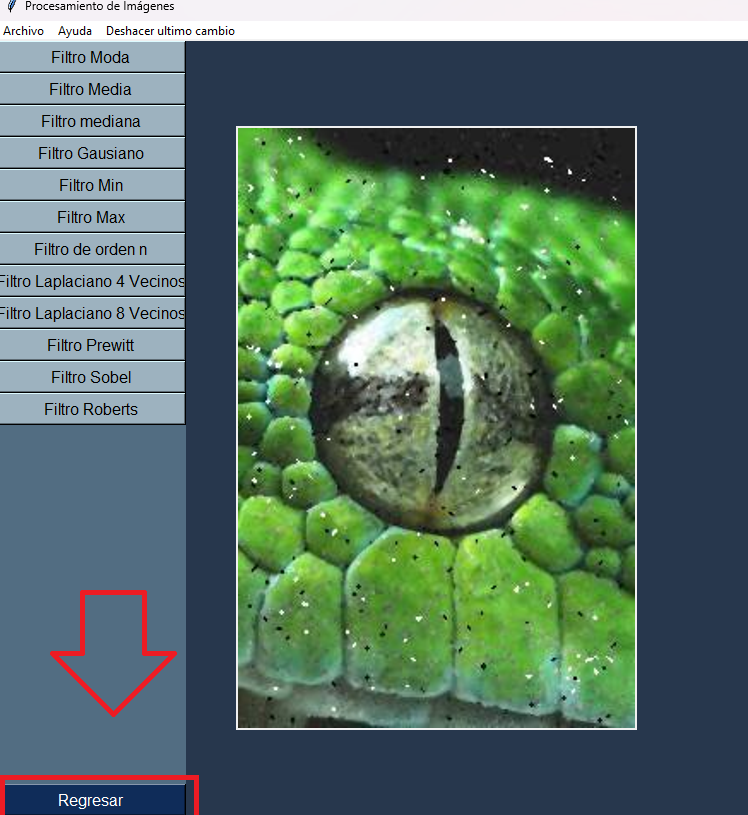 Procesamiento de Imágenes
Archivo Ayuda Deshacer ultimo cambio
Filtro Moda
Filtro Media
Filtro mediana
Filtro Gausiano
Filtro Min
Filtro Max
Filtro de orden n
Filtro Laplaciano 4 Vecinos
Filtro Laplaciano 8 Vecinos
Filtro Prewitt
Filtro Sobel
Filtro Roberts
Regresar